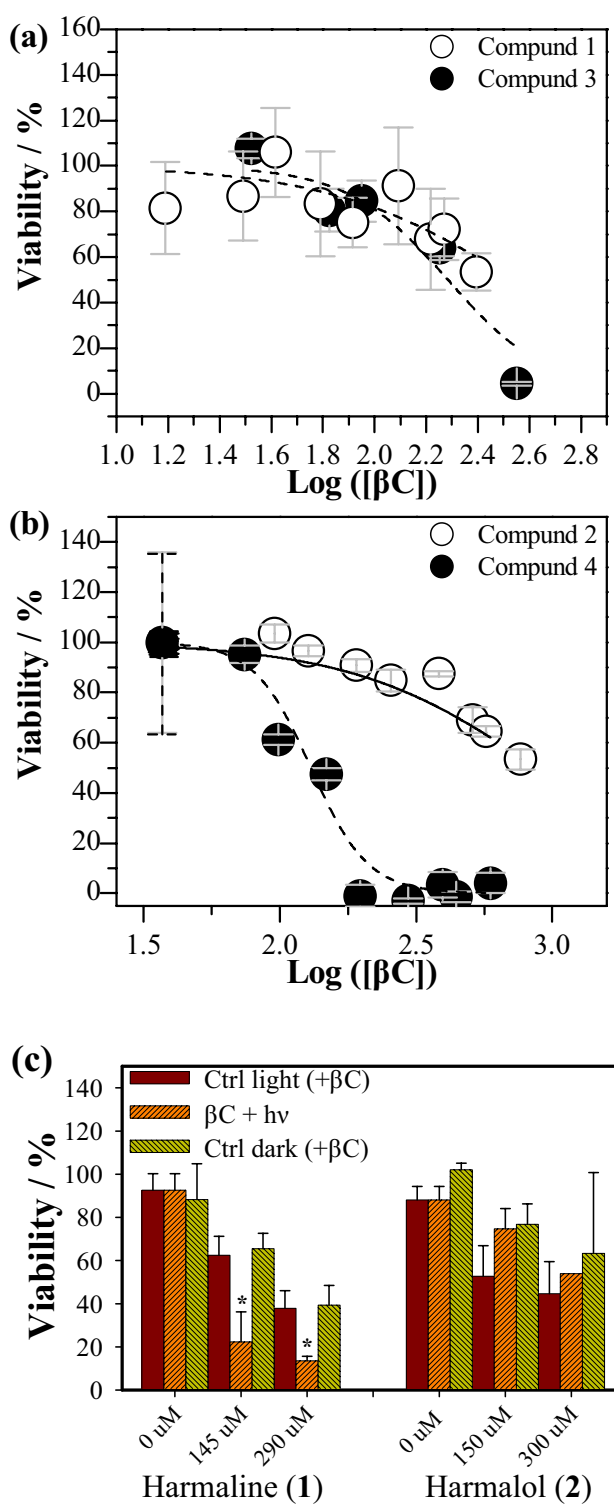 (a)
160
140
120
100
80
60
40
20
0
Viability / %
Compund 1
Compund 3
1.0 1.2 1.4 1.6 1.8 2.0 2.2 2.4 2.6 2.8
Log ([βC])
(b)
140
120
100
80
60
40
20
0
Viability / %
Compund 2
Compund 4
1.5 2.0 2.5 3.0
Log ([βC])
(c)
140
120
100
80
60
40
20
0
Viability / %
Ctrl light (+βC)
βC + hν
Ctrl dark (+βC)
* *
0 uM 145 uM 290 uM 0 uM 150 uM 300 uM
Harmaline (1) Harmalol (2)